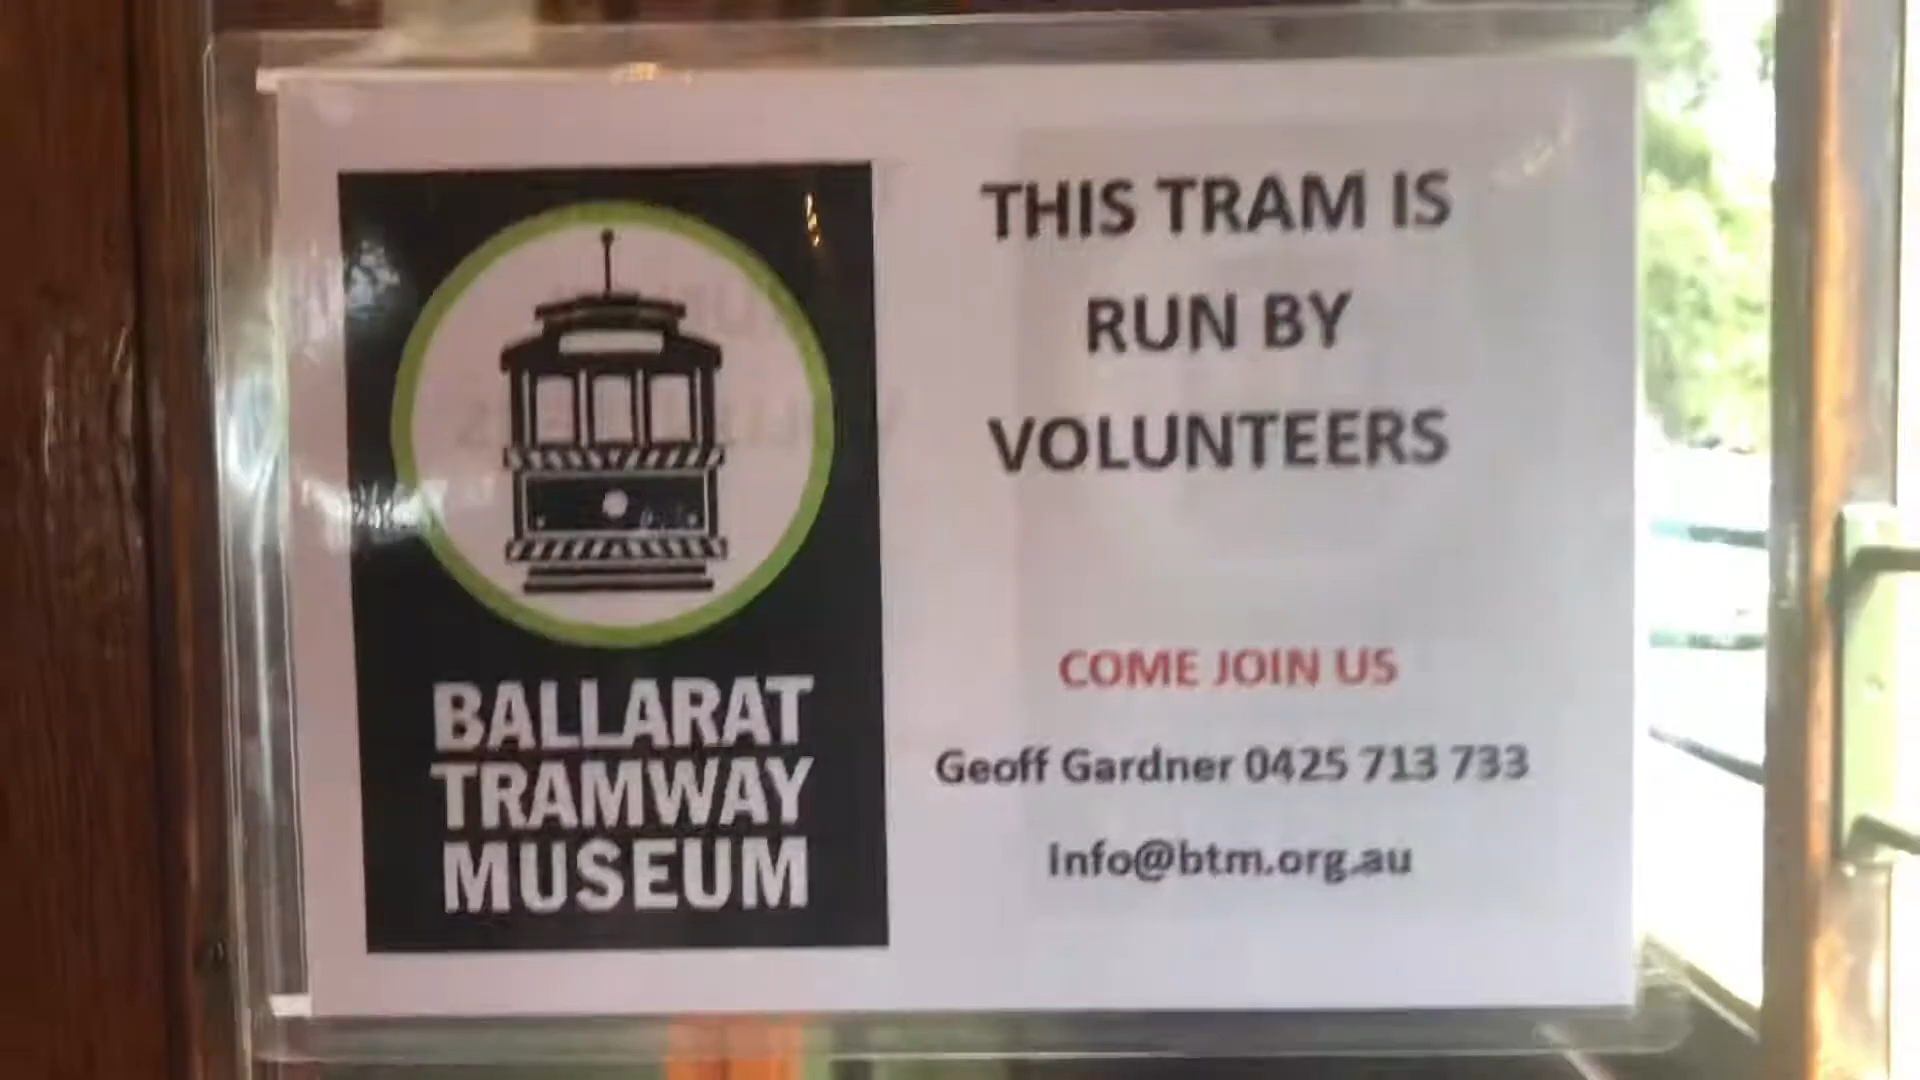 BALLARAT
TRAMWAY
MUSEUM
THIS TRAM IS
RUN BY
VOLUNTEERS
COME JOIN US
Geoff Gardner 0425 713 733
Info@btm.org.au